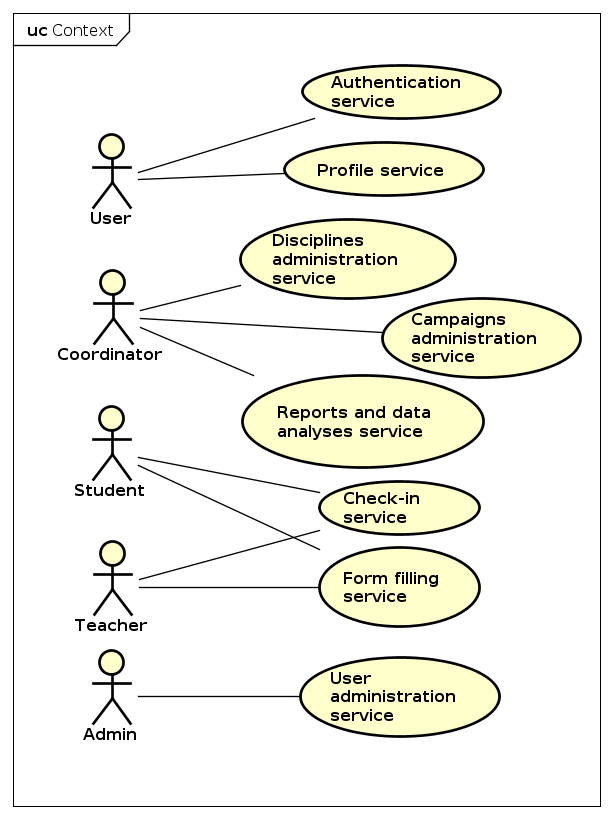 uc Context
Authentication
service
Profile service
User
Disciplines
administration
service
Campaigns
administration
service
Coordinator
Reports and data
analyses service
Student
Check-in
service
Form filling
service
Teacher
User
administration
service
Admin